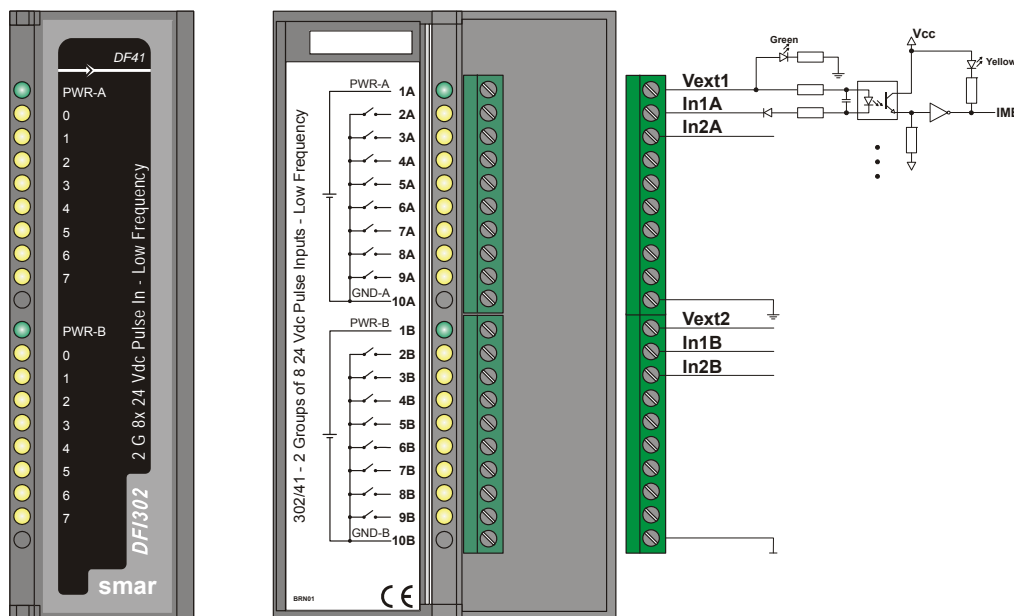 DF41
PWR-A
0
1
2
3
4
5
6
7
PWR-B
0
1
2
3
4
5
6
7
2 G 8x 24 Vdc Pulse In - Low Frequency
DFI302
smar
302/41 - 2 Groups of 8 24 Vdc Pulse Inputs - Low Frequency
PWR-A 1A
2A
3A
4A
5A
6A
7A
8A
9A
GND-A 10A
PWR-B 1B
2B
3B
4B
5B
6B
7B
8B
9B
GND-B 10B
BRN01
CE
Vext1
In1A
In2A
Vext2
In1B
In2B
Green
Vcc
Yellow
IMB